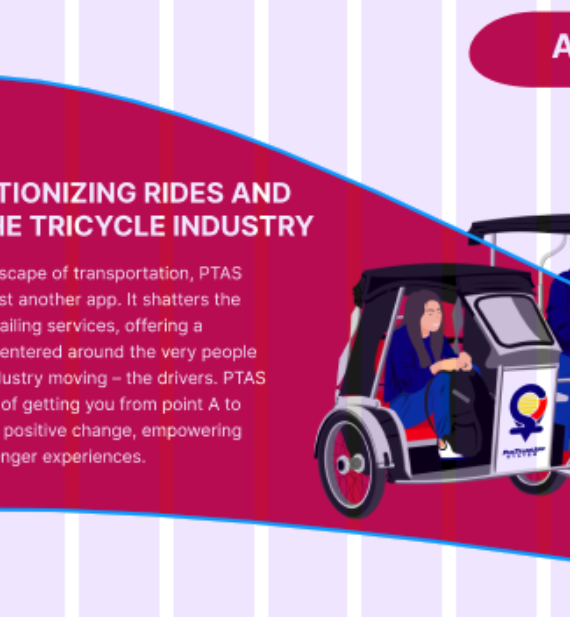 A
TIONIZING RIDES AND
HE TRICYCLE INDUSTRY
scape of transportation, PTAS
st another app. It shatters the
ailing services, offering a
entered around the very people
dustry moving – the drivers. PTAS
of getting you from point A to
positive change, empowering
nger experiences.
SYSTEM